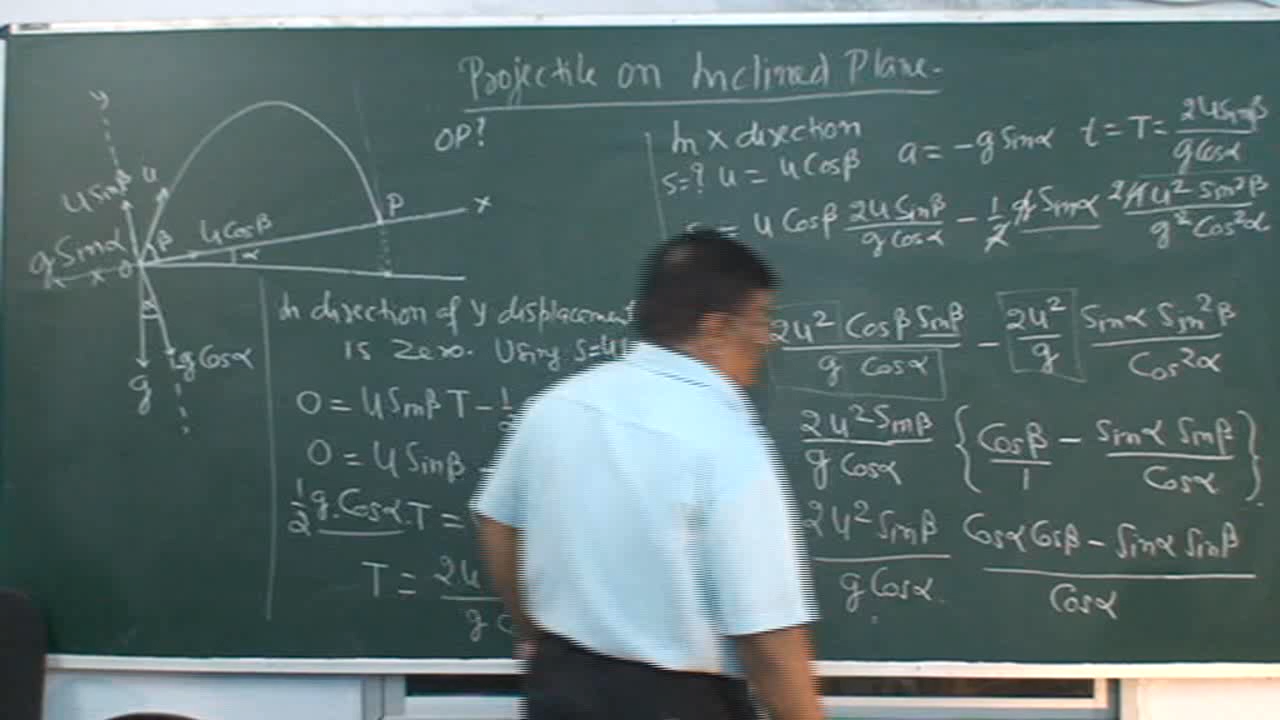 Projectile on Inclined Plane.
OP?
y
u sinβ
u
β
u cosβ
P
x
g sinα
x
O
α
α
g
g cosα
In direction of y displacement
is zero. Using s=u
0 = u sinβ T - 1/2
0 = u sinβ -
1/2 g. cosα. T =
T = 2u / g c
In x direction
s=? u = u cosβ a = -g sinα t = T = 2u sinβ / g cosα
= u cosβ 2u sinβ / g cosα - 1/2 g sinα 2 4u² sin²β / g² cos²α
2u² cosβ sinβ / g cosα - 2u²/g sinα sin²β / cos²α
2u² sinβ / g cosα { cosβ / 1 - sinα sinβ / cosα }
2u² sinβ / g cosα. cosα cosβ - sinα sinβ / cosα